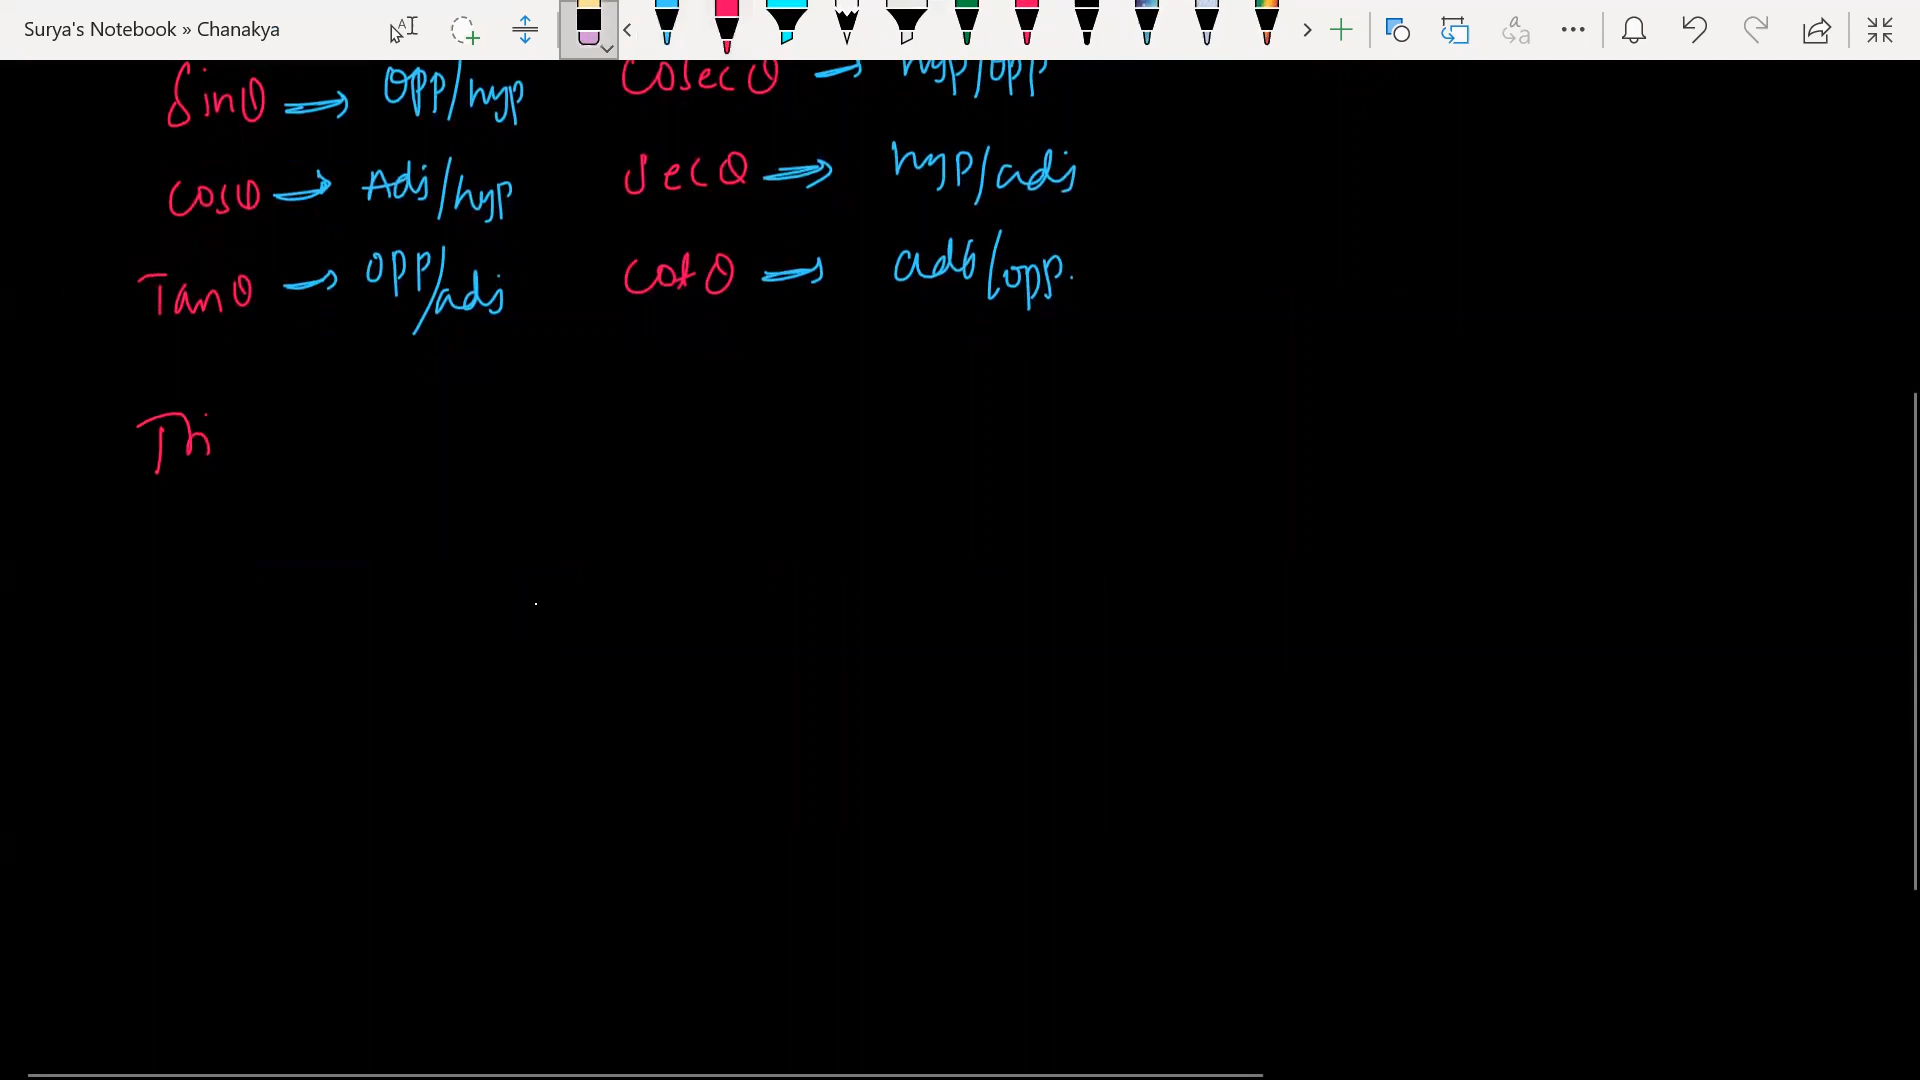 Surya's Notebook » Chanakya
Sinθ → Opp/hyp Cosecθ → hyp/opp
Cosθ → Adj/hyp Secθ → hyp/adj
Tanθ → opp/adj Cotθ → adj/opp.
Th